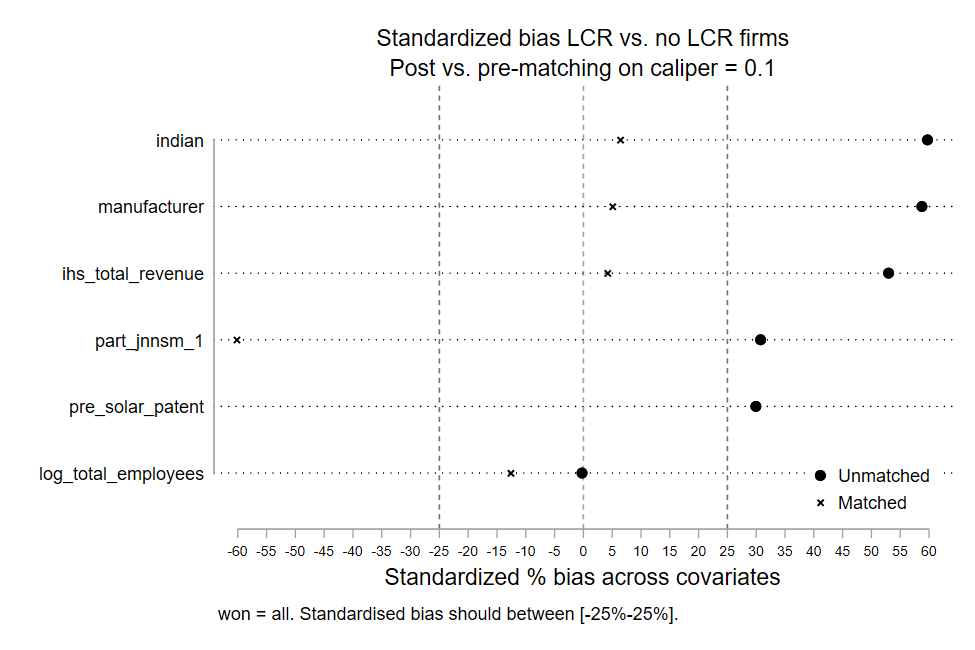 Standardized bias LCR vs. no LCR firms
Post vs. pre-matching on caliper = 0.1
indian
manufacturer
ihs_total_revenue
part_jnnsm_1
pre_solar_patent
log_total_employees
Unmatched
Matched
-60 -55 -50 -45 -40 -35 -30 -25 -20 -15 -10 -5 0 5 10 15 20 25 30 35 40 45 50 55 60
Standardized % bias across covariates
won = all. Standardised bias should between [-25%-25%].